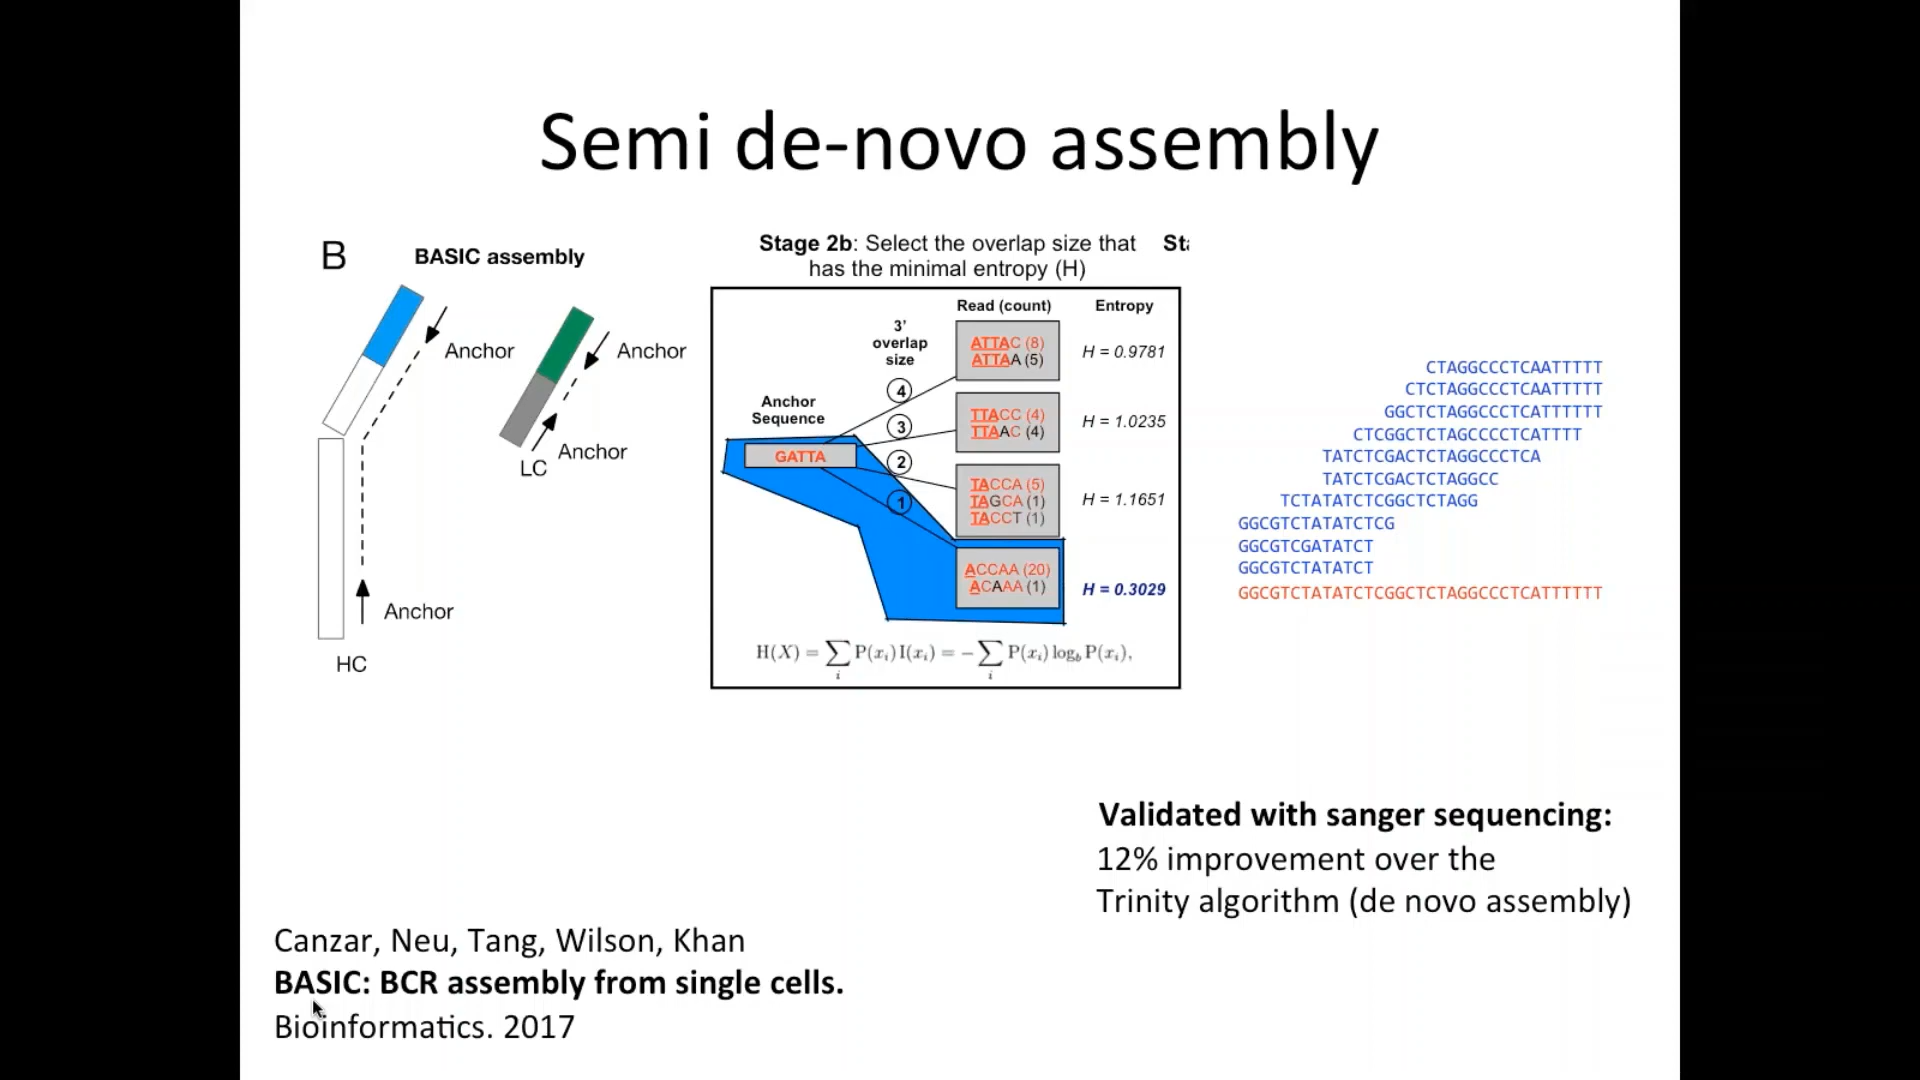 Semi de-novo assembly
B
BASIC assembly
Anchor
Anchor
Anchor
LC
Anchor
HC
Stage 2b: Select the overlap size that
has the minimal entropy (H)
Read (count)
Entropy
3’
overlap
size
Anchor
Sequence
GATTA
4
3
2
1
ATTAC (8)
ATTAA (5)
H = 0.9781
TTACC (4)
TTAAC (4)
H = 1.0235
TACCA (5)
TAGCA (1)
TACCT (1)
H = 1.1651
ACCAA (20)
ACAAA (1)
H = 0.3029
H(X) = ∑i P(xi) I(xi) = − ∑i P(xi) logb P(xi),
CTAGGCCCTCAATTTTT
CTCTAGGCCCTCAATTTTT
GGCTCTAGGCCCTCATTTTTT
CTCGGCTCTAGCCCCTCATTTT
TATCTCGACTCTAGGCCCTCA
TATCTCGACTCTAGGCC
TCTATATCTCGGCTCTAGG
GGCGTCTATATCTCG
GGCGTCGATATCT
GGCGTCTATATCT
GGCGTCTATATCTCGGCTCTAGGCCCTCATTTTTT
Validated with sanger sequencing:
12% improvement over the
Trinity algorithm (de novo assembly)
Canzar, Neu, Tang, Wilson, Khan
BASIC: BCR assembly from single cells.
Bioinformatics. 2017